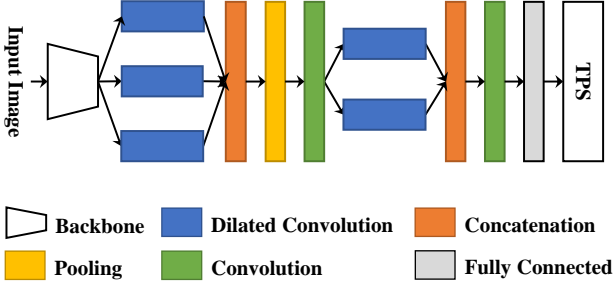 Input Image
TPS
Backbone
Dilated Convolution
Concatenation
Pooling
Convolution
Fully Connected